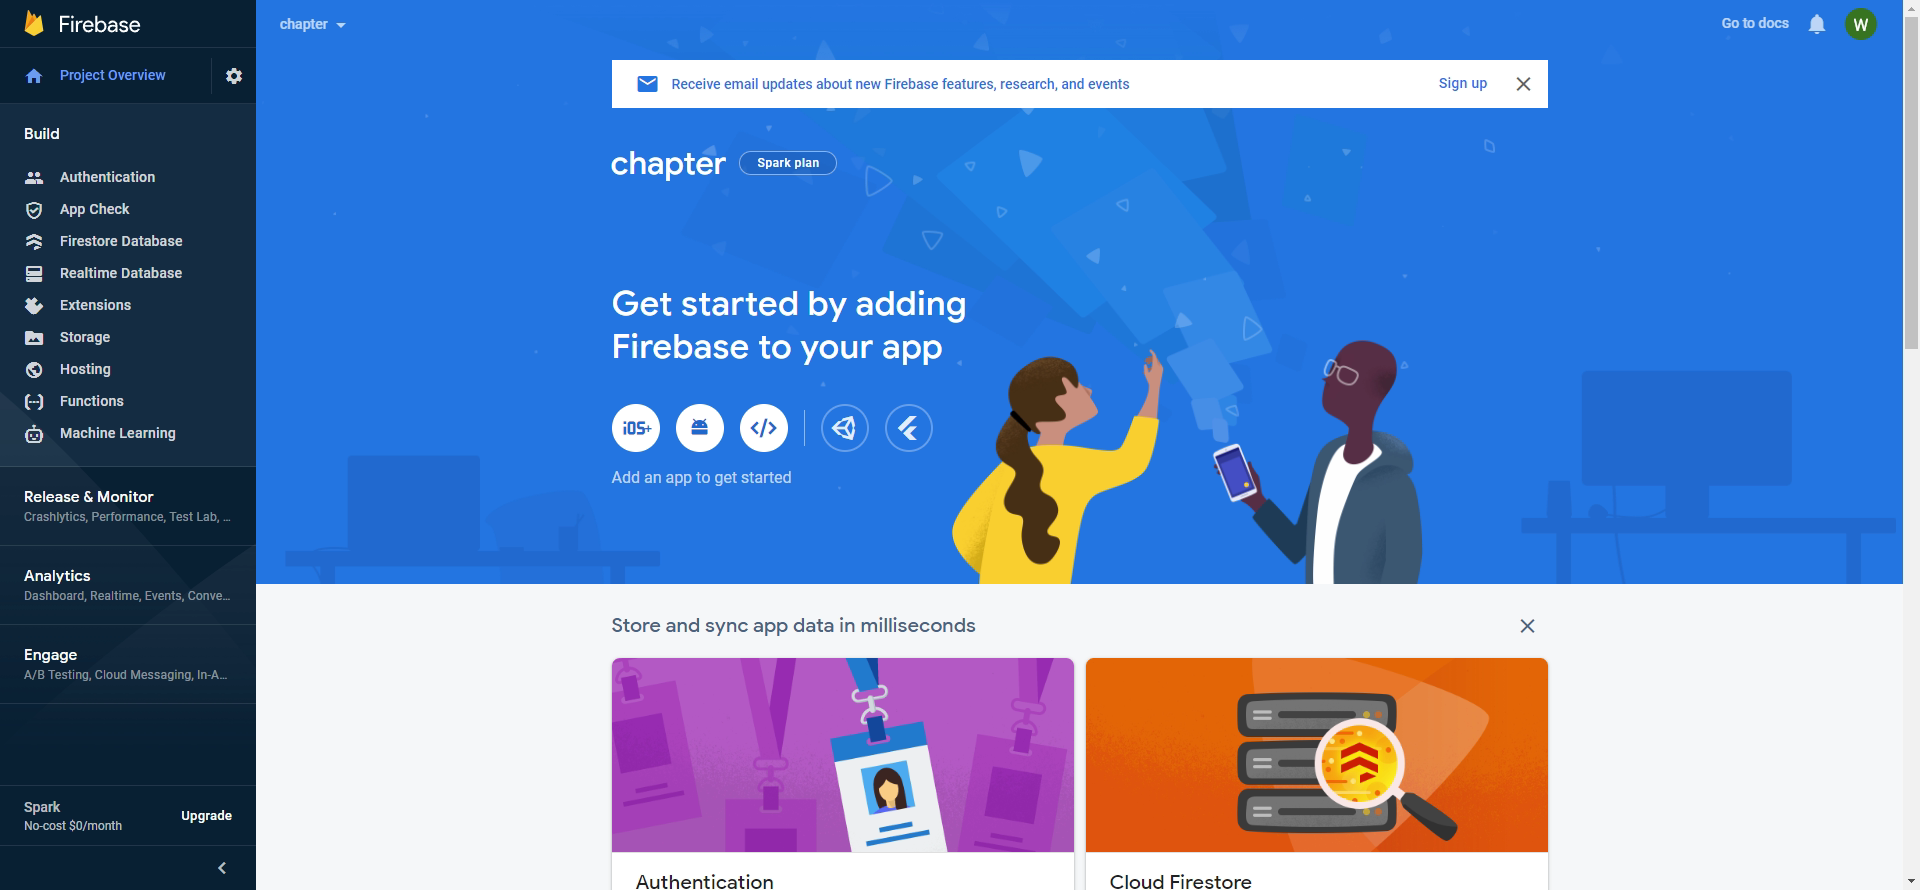 Firebase
Project Overview
Build
Authentication
App Check
Firestore Database
Realtime Database
Extensions
Storage
Hosting
Functions
Machine Learning
Release & Monitor
Crashlytics, Performance, Test Lab, ...
Analytics
Dashboard, Realtime, Events, Conve...
Engage
A/B Testing, Cloud Messaging, In-A...
Spark
No-cost $0/month
Upgrade
chapter
Go to docs
W
Receive email updates about new Firebase features, research, and events
Sign up
chapter
Spark plan
Get started by adding
Firebase to your app
iOS+
</>
Add an app to get started
Store and sync app data in milliseconds
Authentication
Cloud Firestore